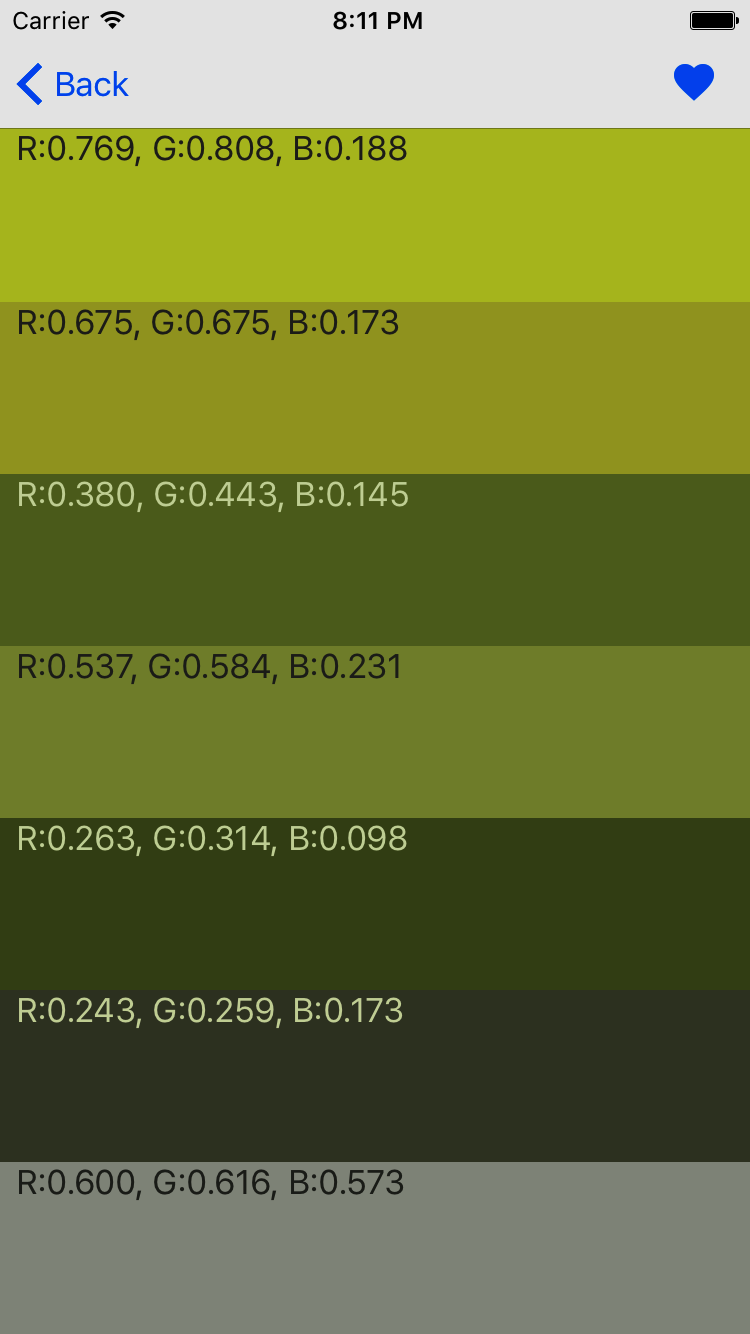 Carrier 8:11 PM
Back
R:0.769, G:0.808, B:0.188
R:0.675, G:0.675, B:0.173
R:0.380, G:0.443, B:0.145
R:0.537, G:0.584, B:0.231
R:0.263, G:0.314, B:0.098
R:0.243, G:0.259, B:0.173
R:0.600, G:0.616, B:0.573